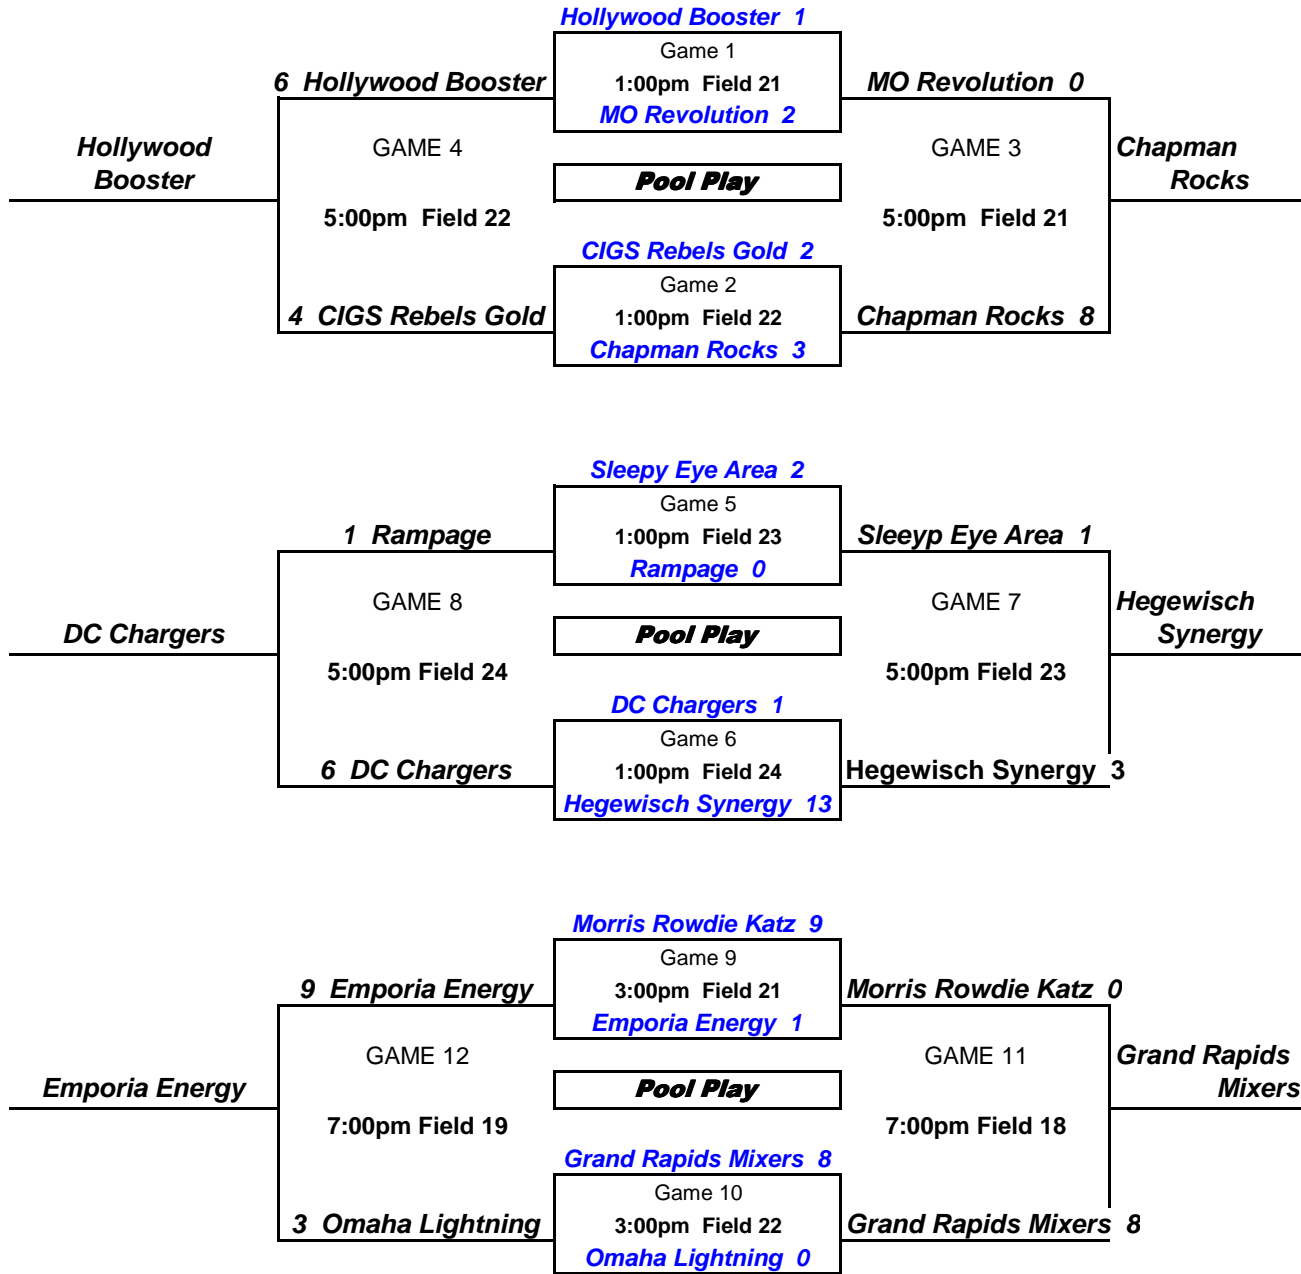 Hollywood Booster 1
Game 1
6 Hollywood Booster 1:00pm Field 21 MO Revolution 0
MO Revolution 2
Hollywood GAME 4 GAME 3 Chapman
Booster Pool Play Rocks
5:00pm Field 22 5:00pm Field 21
CIGS Rebels Gold 2
Game 2
4 CIGS Rebels Gold 1:00pm Field 22 Chapman Rocks 8
Chapman Rocks 3
Sleepy Eye Area 2
Game 5
1 Rampage 1:00pm Field 23 Sleeyp Eye Area 1
Rampage 0
GAME 8 GAME 7 Hegewisch
DC Chargers Pool Play Synergy
5:00pm Field 24 5:00pm Field 23
DC Chargers 1
Game 6
6 DC Chargers 1:00pm Field 24 Hegewisch Synergy 3
Hegewisch Synergy 13
Morris Rowdie Katz 9
Game 9
9 Emporia Energy 3:00pm Field 21 Morris Rowdie Katz 0
Emporia Energy 1
GAME 12 GAME 11 Grand Rapids
Emporia Energy Pool Play Mixers
7:00pm Field 19 7:00pm Field 18
Grand Rapids Mixers 8
Game 10
3 Omaha Lightning 3:00pm Field 22 Grand Rapids Mixers 8
Omaha Lightning 0